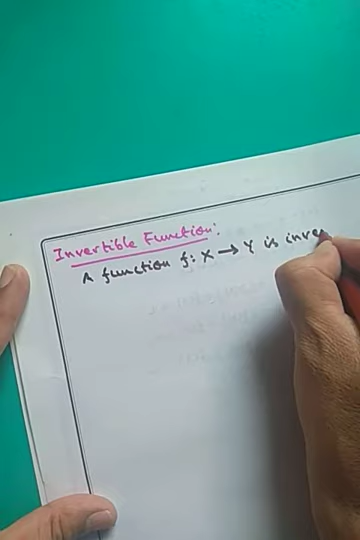 Invertible Function:
A function f: X → Y is inve